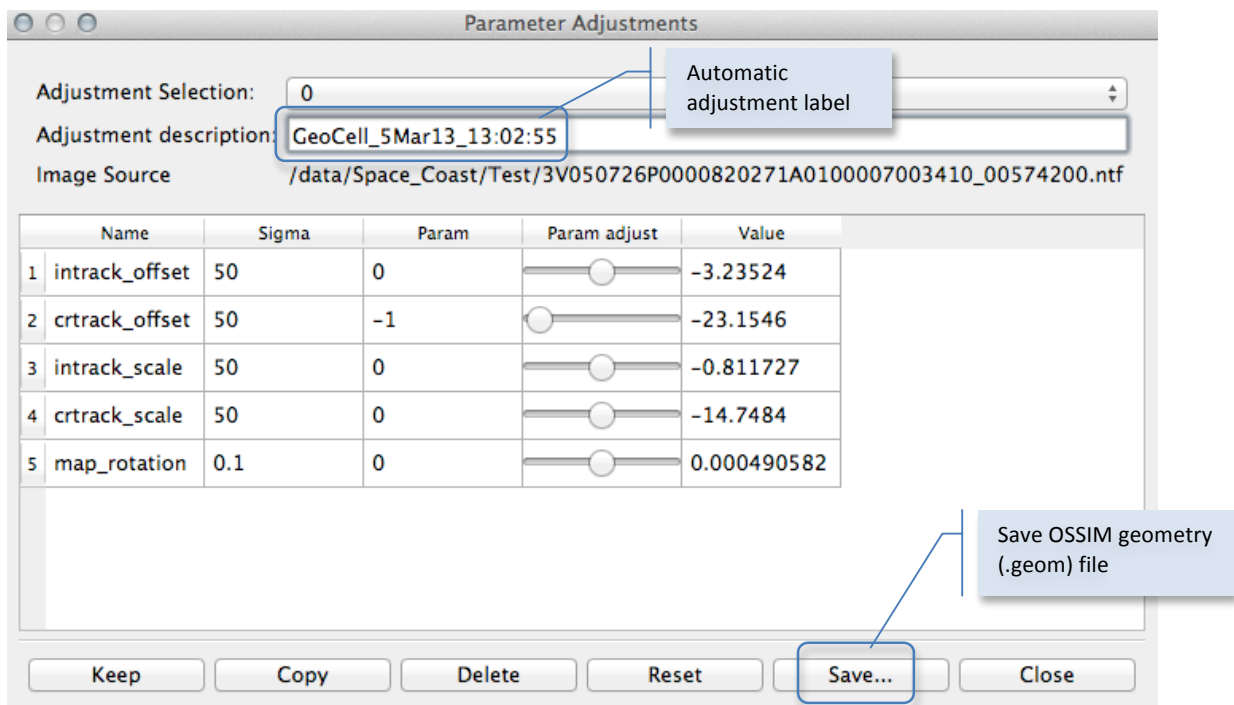 Parameter Adjustments
Automatic
adjustment label
Adjustment Selection: 0
Adjustment description: GeoCell_5Mar13_13:02:55
Image Source /data/Space_Coast/Test/3V050726P0000820271A0100007003410_00574200.ntf
Name Sigma Param Param adjust Value
1 intrack_offset 50 0 -3.23524
2 crtrack_offset 50 -1 -23.1546
3 intrack_scale 50 0 -0.811727
4 crtrack_scale 50 0 -14.7484
5 map_rotation 0.1 0 0.000490582
Save OSSIM geometry
(.geom) file
Keep Copy Delete Reset Save... Close